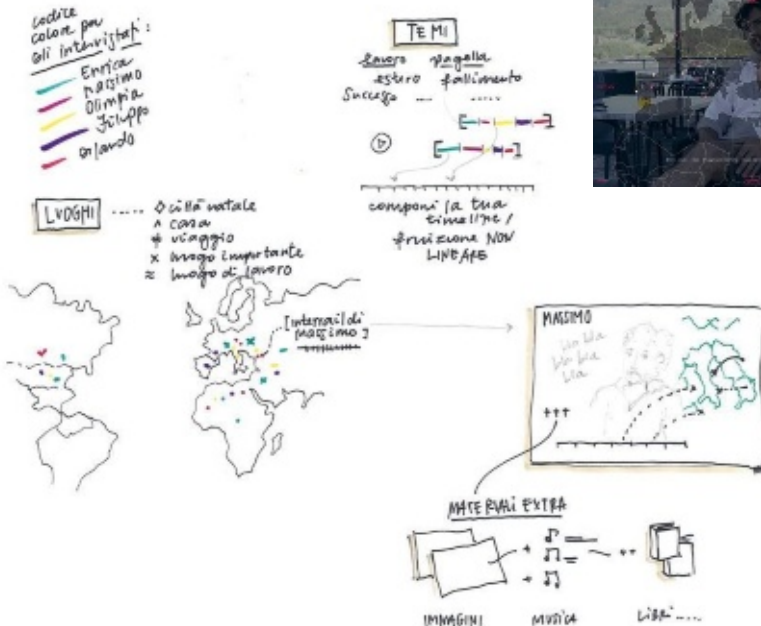 codice
colore per
gli intervistati:
Enrica
Massimo
Olimpia
Filippo
Orlando
TEMI
lavoro pagella
estero fallimento
successo .... .....
componi la tua
timeline/
fruizione NON
LINEARE
LUOGHI ----- ◇ città natale
^ casa
* viaggio
x luogo importante
≈ luogo di lavoro
[interrail di
massimo]
MASSIMO
bla bla
bla bla
bla
+++
MATERIALI EXTRA
IMMAGINI
MUSICA
LIBRI ....